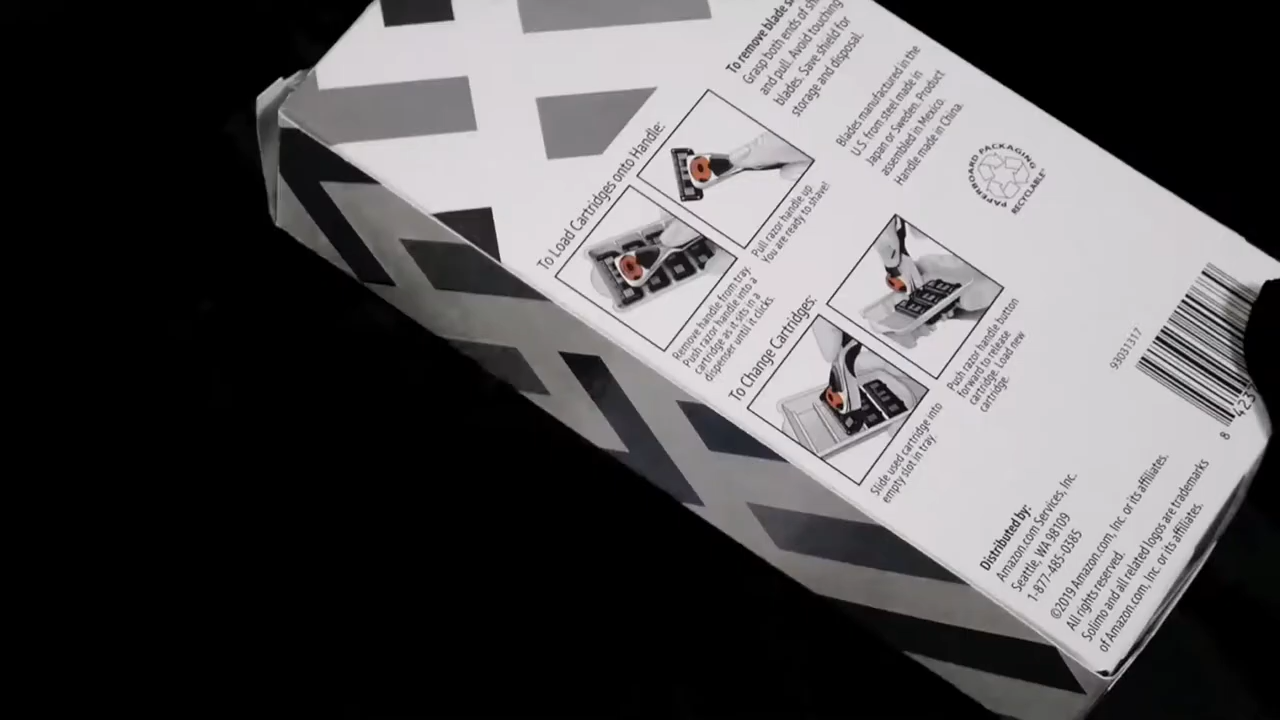 To remove blade
Grasp both ends of
and pull. Avoid touching
blades. Save shield for
storage and disposal.
Blades manufactured in the
U.S. from steel made in
Japan or Sweden. Product
assembled in Mexico.
Handle made in China.
PAPERBOARD PACKAGING
RECYCLABLE
To Load Cartridges onto Handle:
Remove handle from tray.
Push razor handle into a
cartridge as it sits in a
dispenser until it clicks.
Pull razor handle up.
You are ready to shave!
To Change Cartridges:
Slide used cartridge into
empty slot in tray.
Push razor handle button
forward to release
cartridge. Load new
cartridge.
93031317
8 423
Distributed by:
Amazon.com Services, Inc.
Seattle, WA 98109
1-877-485-0385
©2019 Amazon.com, Inc. or its affiliates.
All rights reserved.
Solimo and all related logos are trademarks
of Amazon.com, Inc. or its affiliates.